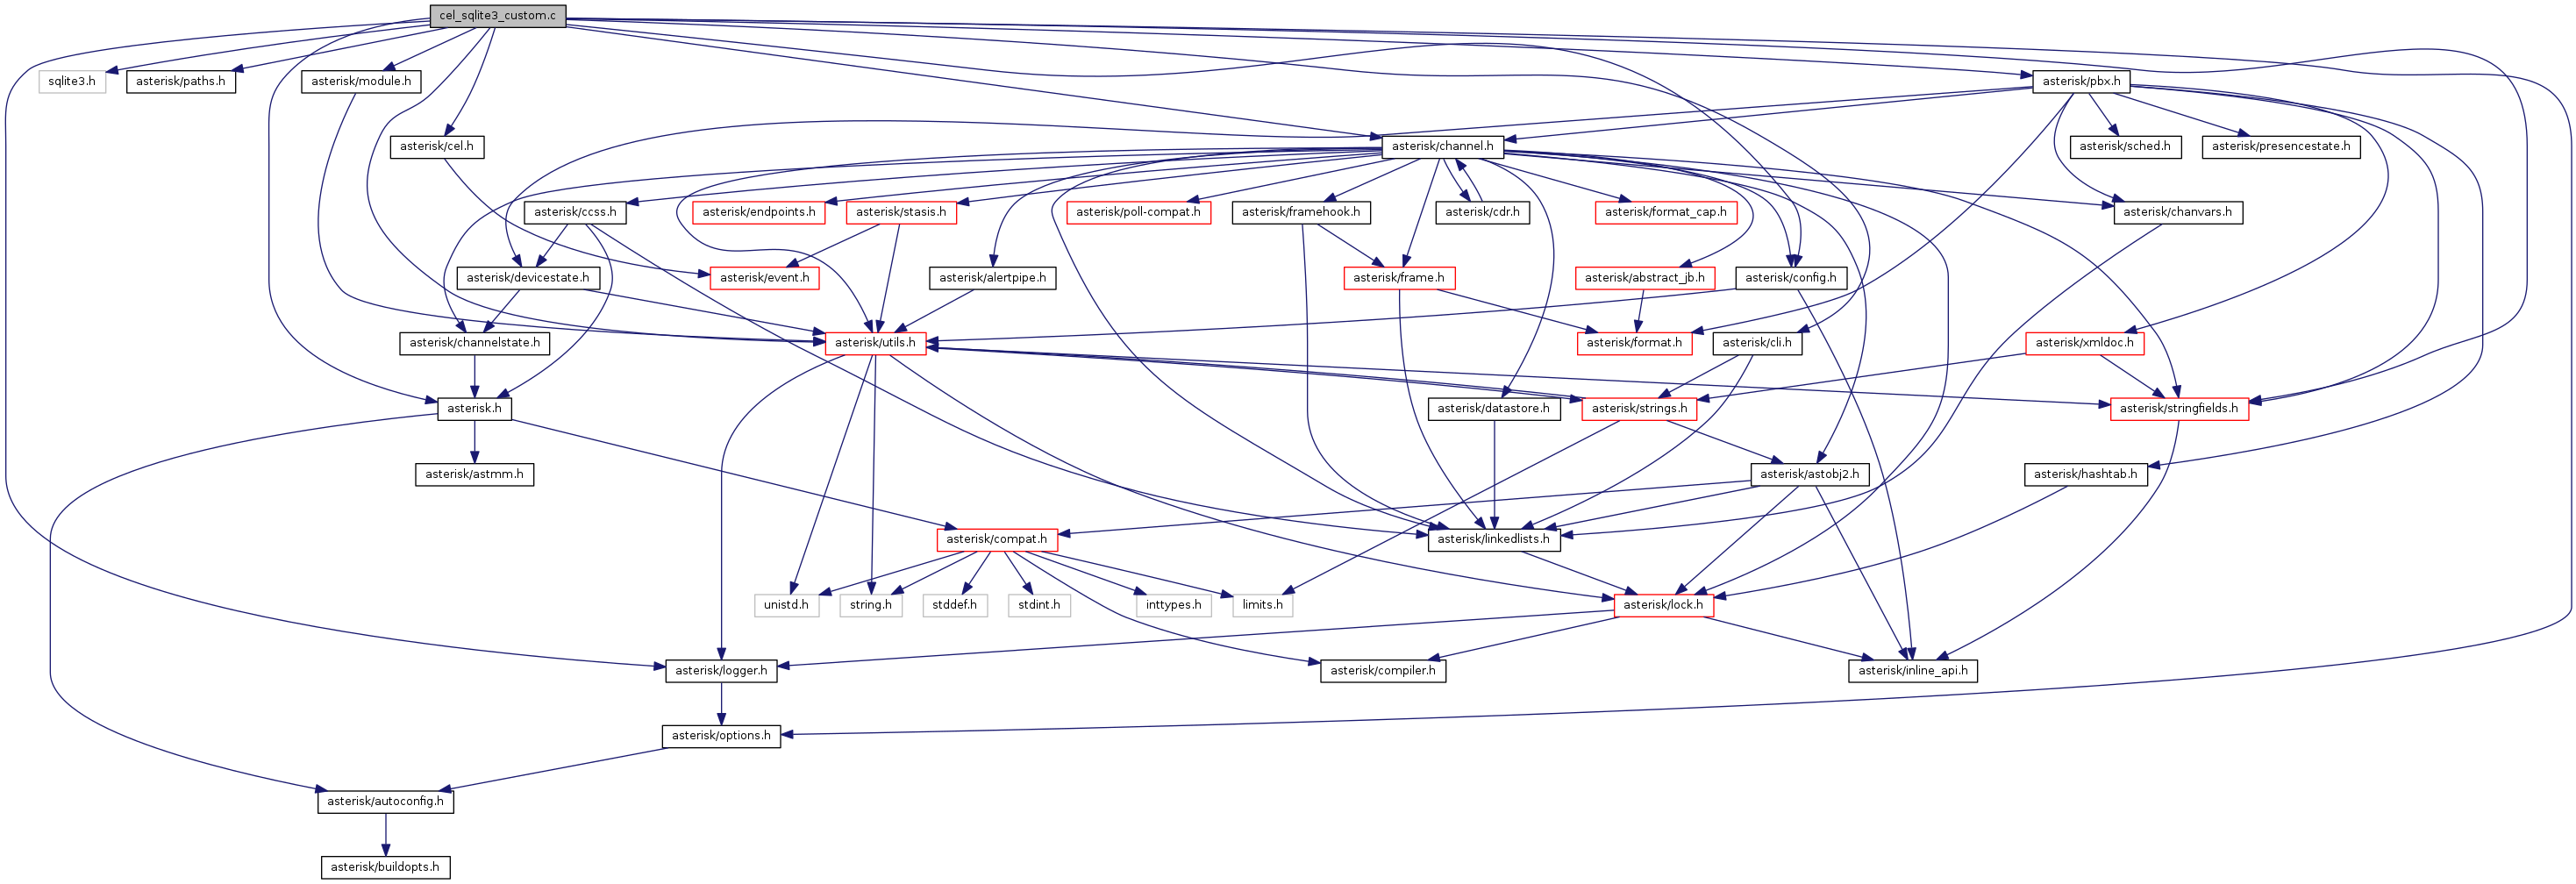 cel_sqlite3_custom.c
sqlite3.h
asterisk/paths.h
asterisk/module.h
asterisk/pbx.h
asterisk/cel.h
asterisk/channel.h
asterisk/sched.h
asterisk/presencestate.h
asterisk/ccss.h
asterisk/endpoints.h
asterisk/stasis.h
asterisk/poll-compat.h
asterisk/framehook.h
asterisk/cdr.h
asterisk/format_cap.h
asterisk/chanvars.h
asterisk/devicestate.h
asterisk/event.h
asterisk/alertpipe.h
asterisk/frame.h
asterisk/abstract_jb.h
asterisk/config.h
asterisk/channelstate.h
asterisk/utils.h
asterisk/format.h
asterisk/cli.h
asterisk/xmldoc.h
asterisk.h
asterisk/datastore.h
asterisk/strings.h
asterisk/stringfields.h
asterisk/astmm.h
asterisk/astobj2.h
asterisk/hashtab.h
asterisk/compat.h
asterisk/linkedlists.h
unistd.h
string.h
stddef.h
stdint.h
inttypes.h
limits.h
asterisk/lock.h
asterisk/logger.h
asterisk/compiler.h
asterisk/inline_api.h
asterisk/options.h
asterisk/autoconfig.h
asterisk/buildopts.h